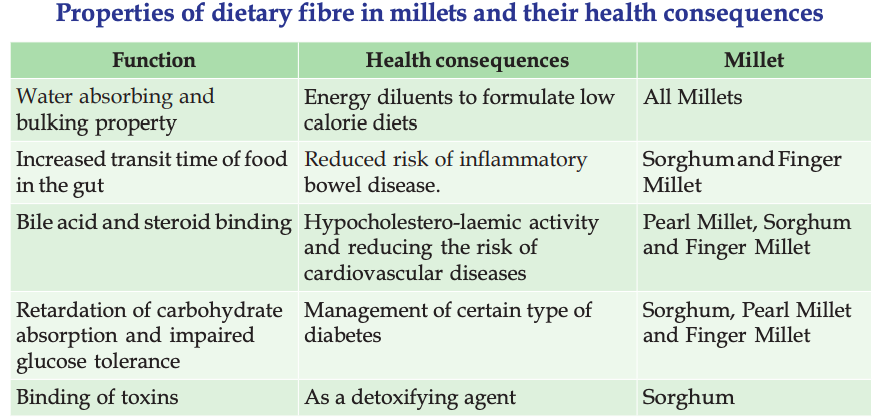 Properties of dietary fibre in millets and their health consequences
Function Health consequences Millet
Water absorbing and Energy diluents to formulate low All Millets
bulking property calorie diets
Increased transit time of food Reduced risk of inflammatory Sorghum and Finger
in the gut bowel disease. Millet
Bile acid and steroid binding Hypocholestero-laemic activity Pearl Millet, Sorghum
and reducing the risk of and Finger Millet
cardiovascular diseases
Retardation of carbohydrate Management of certain type of Sorghum, Pearl Millet
absorption and impaired diabetes and Finger Millet
glucose tolerance
Binding of toxins As a detoxifying agent Sorghum